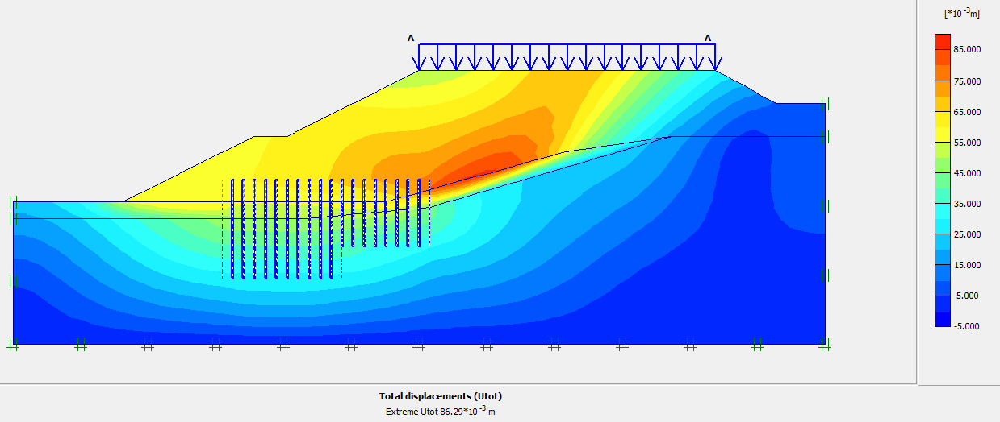 [*10 -3m]
A
A
85.000
75.000
65.000
55.000
45.000
35.000
25.000
15.000
5.000
-5.000
Total displacements (Utot)
Extreme Utot 86.29*10 -3 m